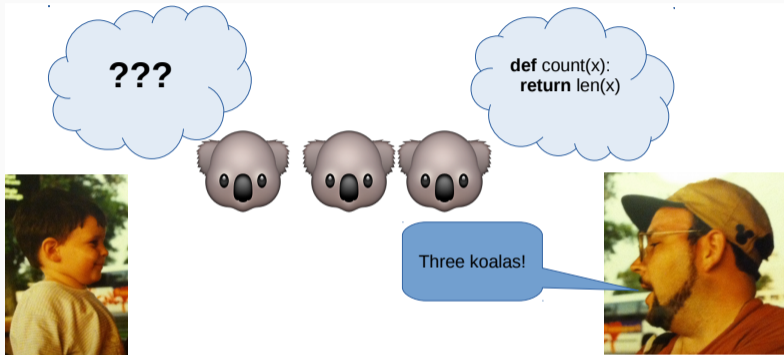 ???
def count(x):
return len(x)
Three koalas!